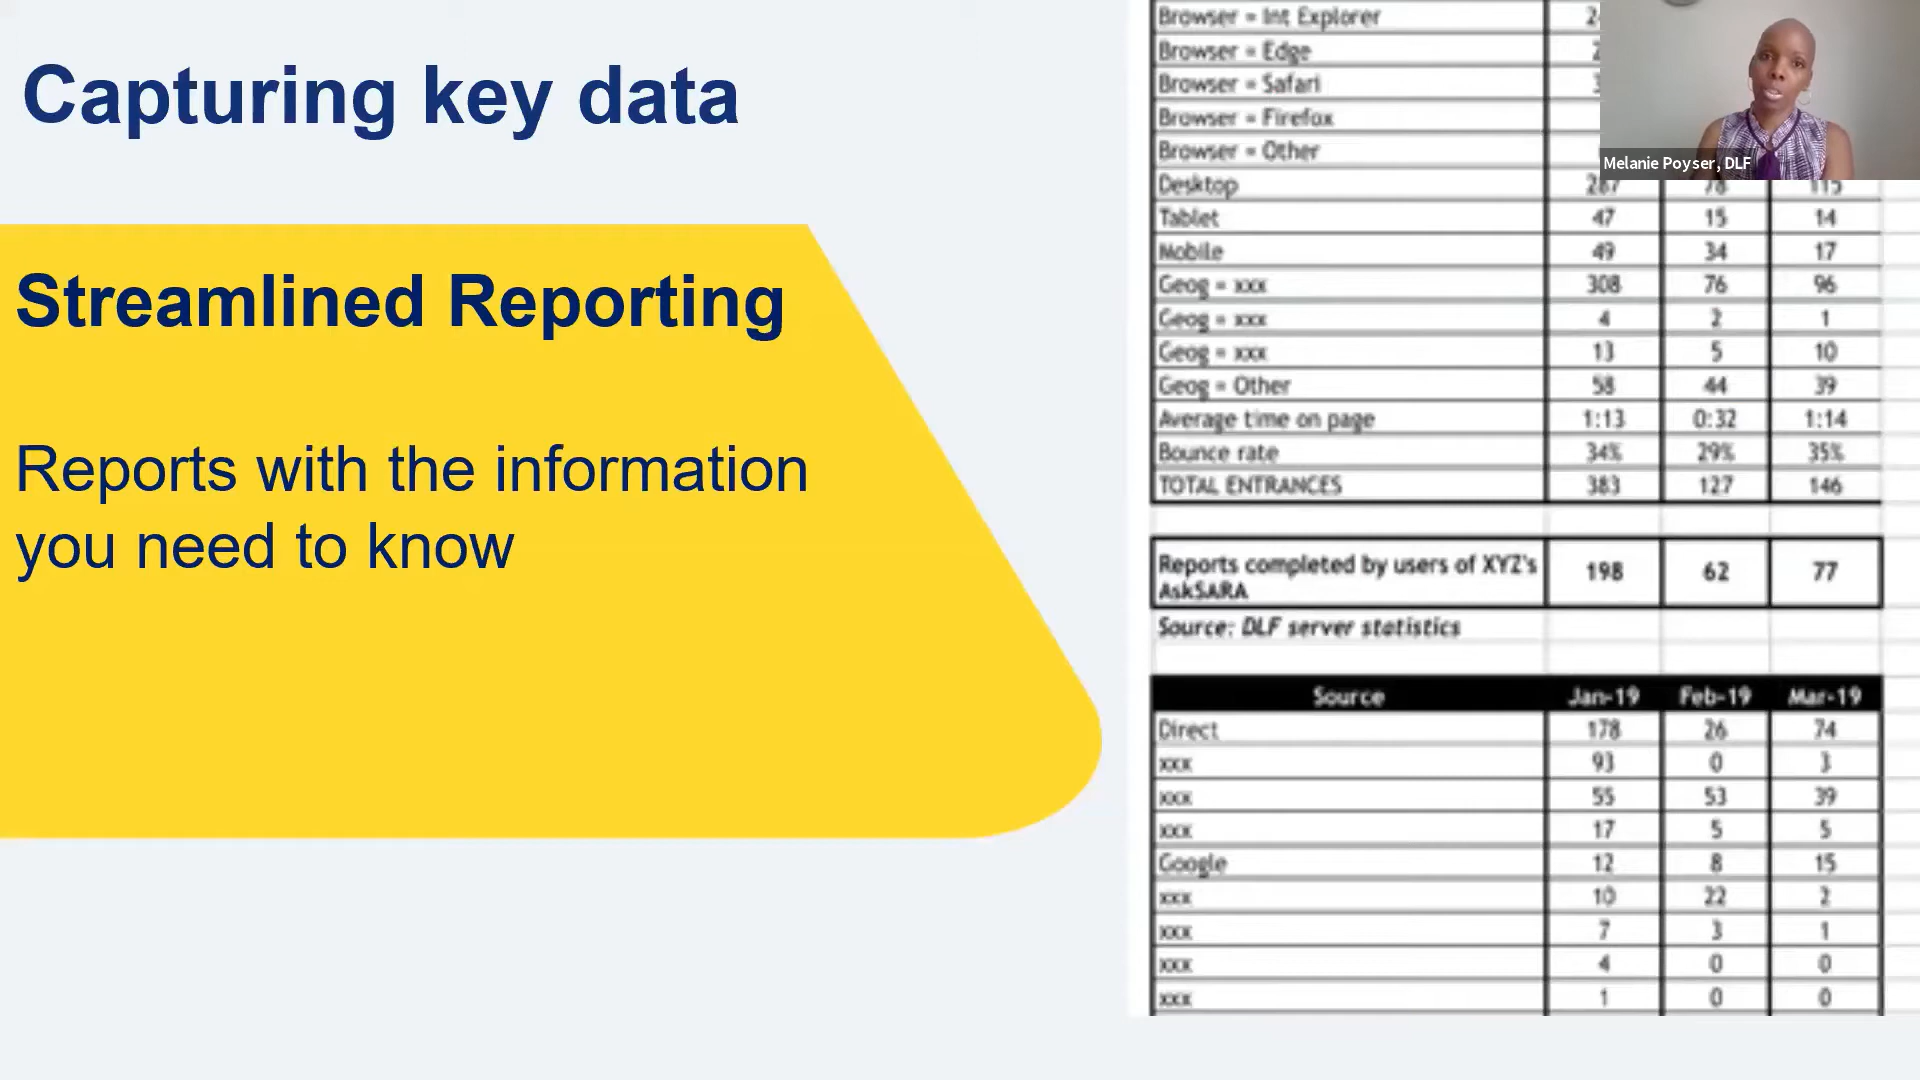 Capturing key data
Streamlined Reporting
Reports with the information
you need to know
Browser = Int Explorer
Browser = Edge
Browser = Safari
Browser = Firefox
Browser = Other
Desktop 287 78 115
Tablet 47 15 14
Mobile 49 34 17
Geog = xxx 308 76 96
Geog = xxx 4 2 1
Geog = xxx 13 5 10
Geog = Other 58 44 39
Average time on page 1:13 0:32 1:14
Bounce rate 34% 29% 35%
TOTAL ENTRANCES 383 127 146
Reports completed by users of XYZ's
AskSARA 198 62 77
Source: DLF server statistics
Source Jan-19 Feb-19 Mar-19
Direct 178 26 74
xxx 93 0 3
xxx 55 53 39
xxx 17 5 5
Google 12 8 15
xxx 10 22 2
xxx 7 3 1
xxx 4 0 0
xxx 1 0 0
Melanie Poyser, DLF